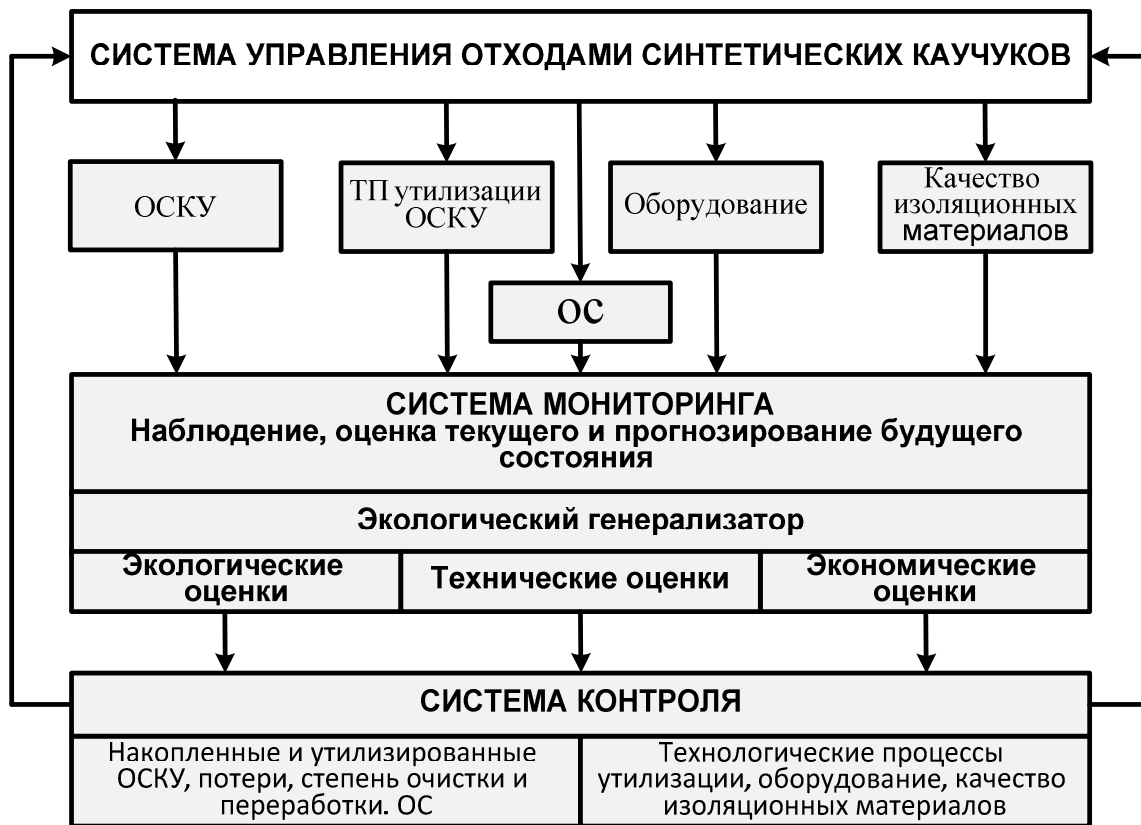 СИСТЕМА УПРАВЛЕНИЯ ОТХОДАМИ СИНТЕТИЧЕСКИХ КАУЧУКОВ
ОСКУ
ТП утилизации
ОСКУ
Оборудование
Качество
изоляционных
материалов
ОС
СИСТЕМА МОНИТОРИНГА
Наблюдение, оценка текущего и прогнозирование будущего
состояния
Экологический генерализатор
Экологические
оценки
Технические оценки
Экономические
оценки
СИСТЕМА КОНТРОЛЯ
Накопленные и утилизированные
ОСКУ, потери, степень очистки и
переработки. ОС
Технологические процессы
утилизации, оборудование, качество
изоляционных материалов